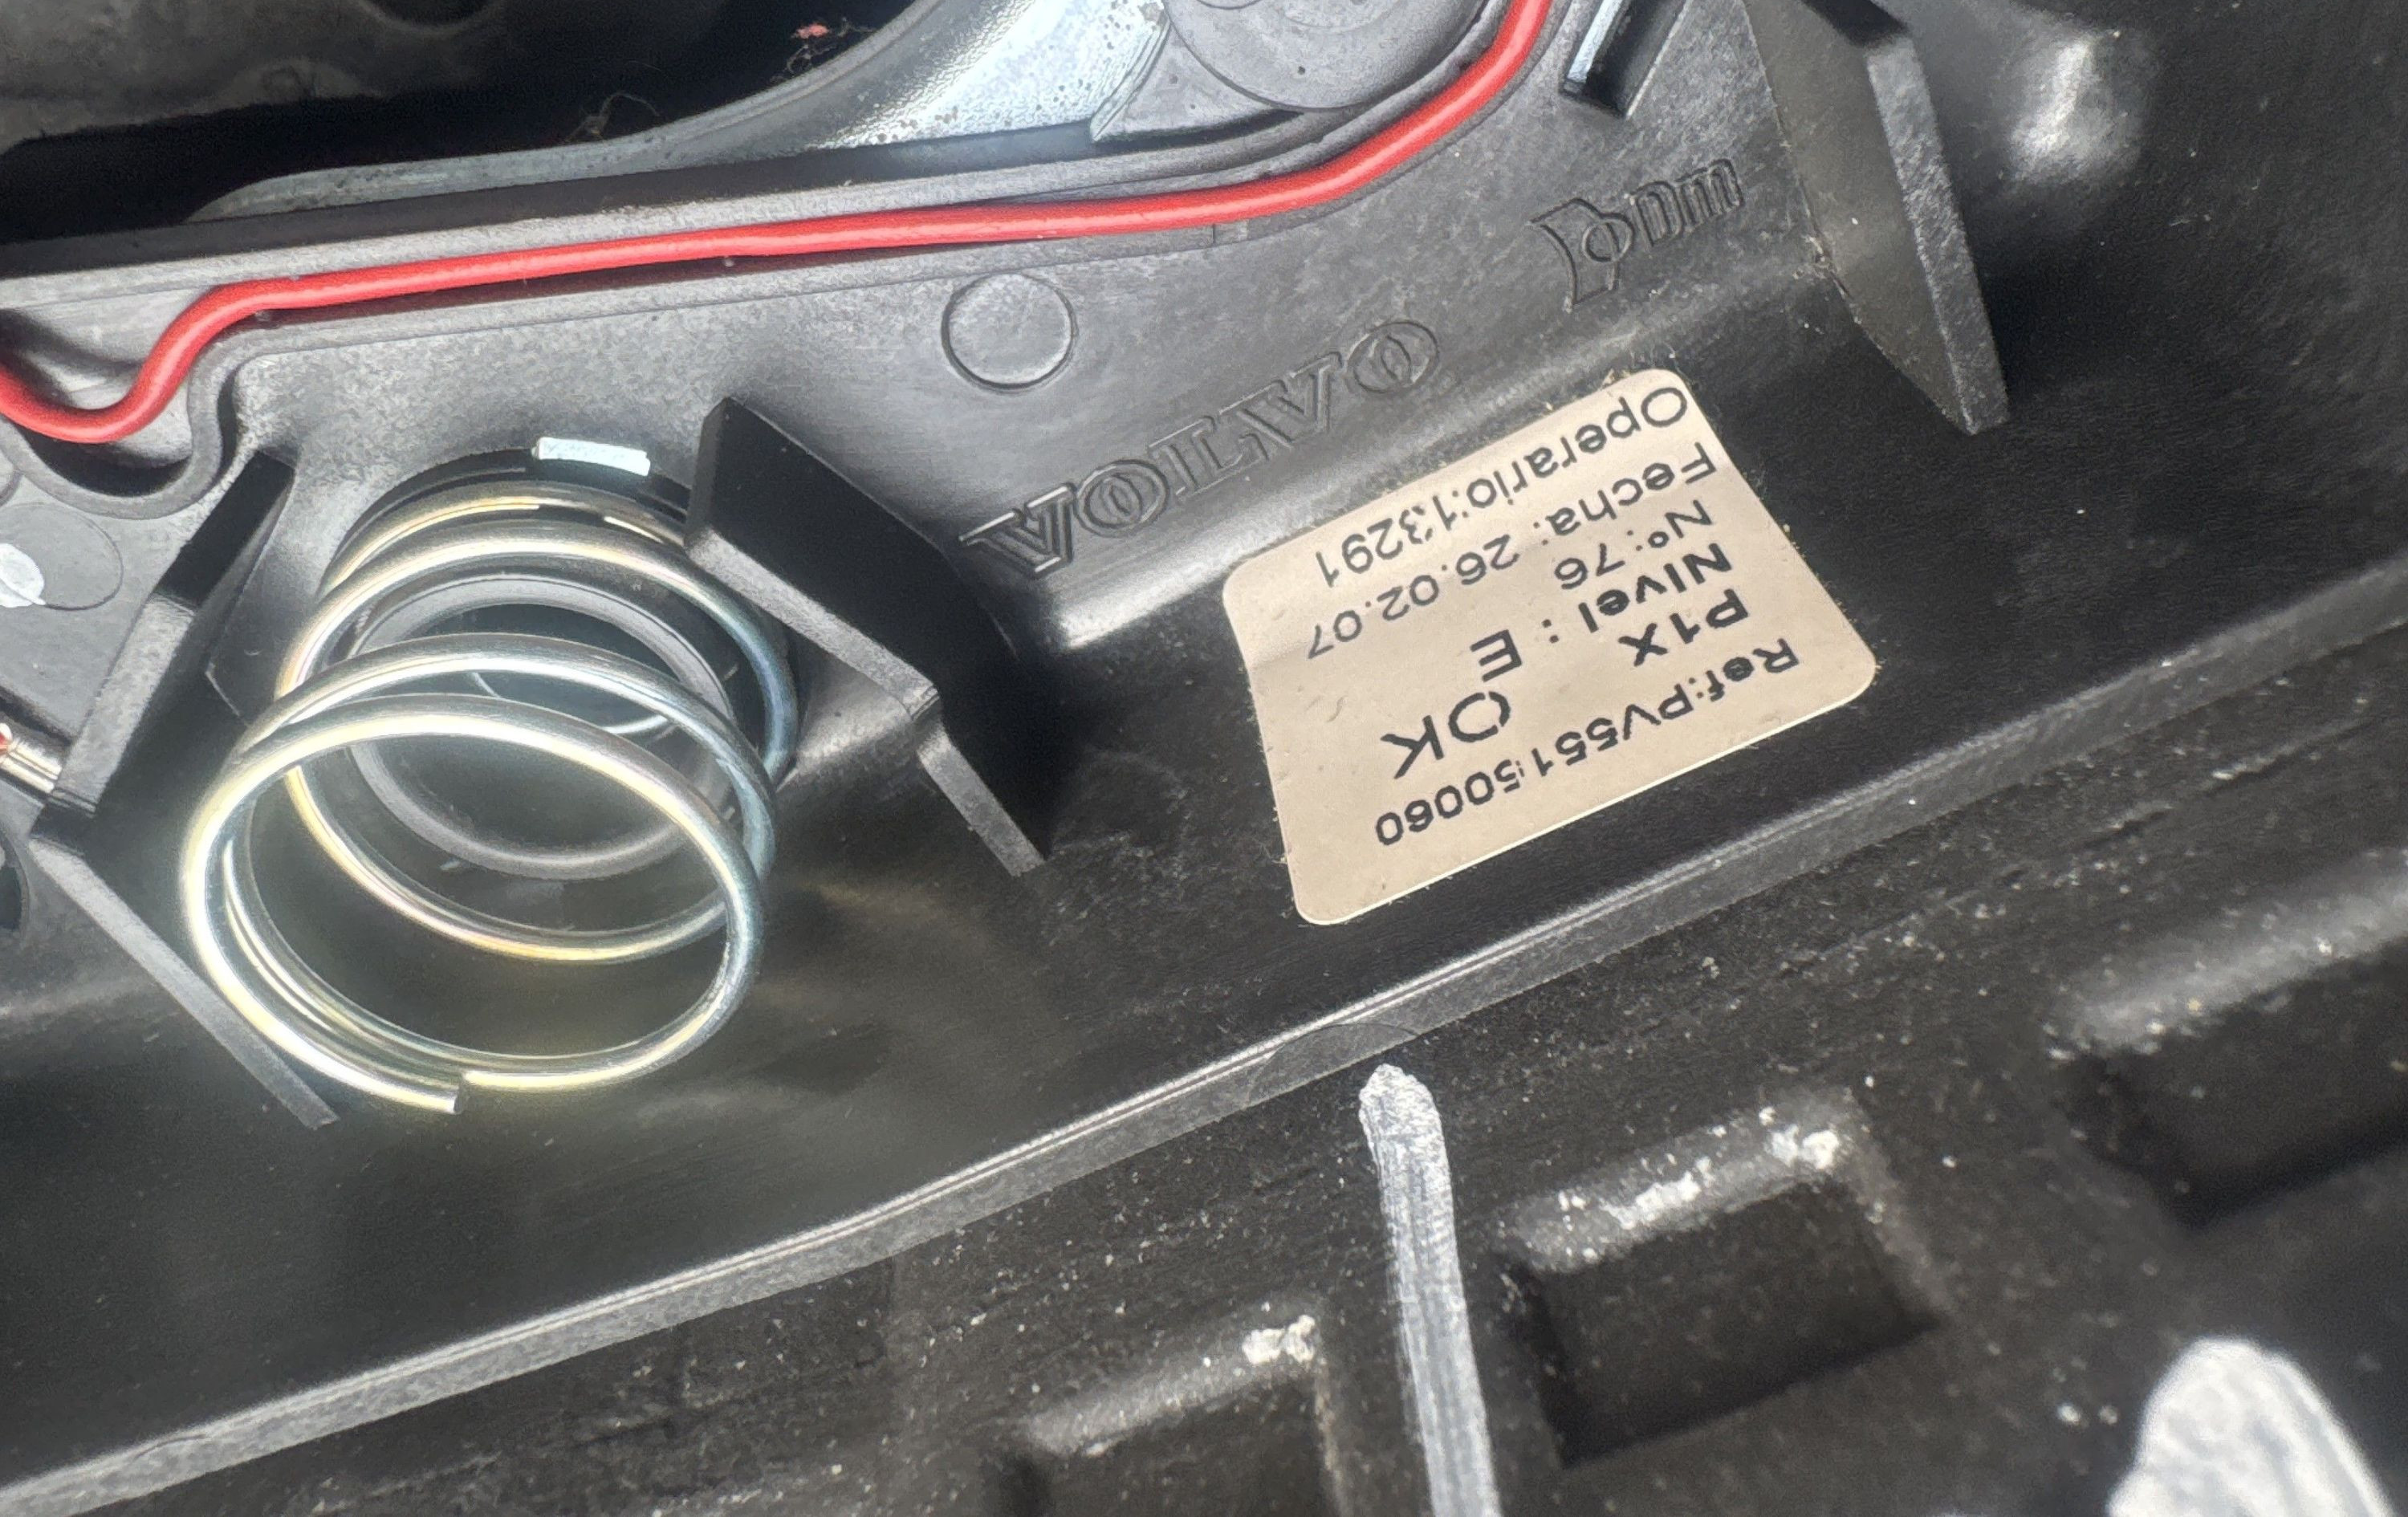 Ref:PV55150060
P1X OK
Nivel : E
Nº:76
Fecha: 26.02.07
Operario:13291
VOLVO